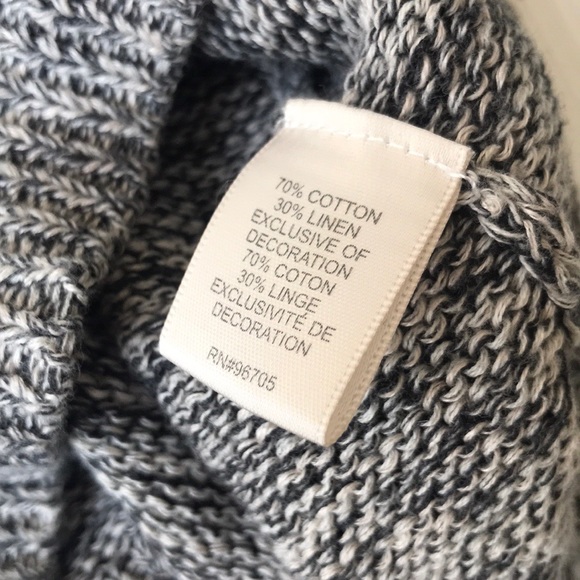 70% COTTON
30% LINEN
EXCLUSIVE OF
DECORATION
70% COTON
30% LINGE
EXCLUSIVITÉ DE
DECORATION
RN#96705